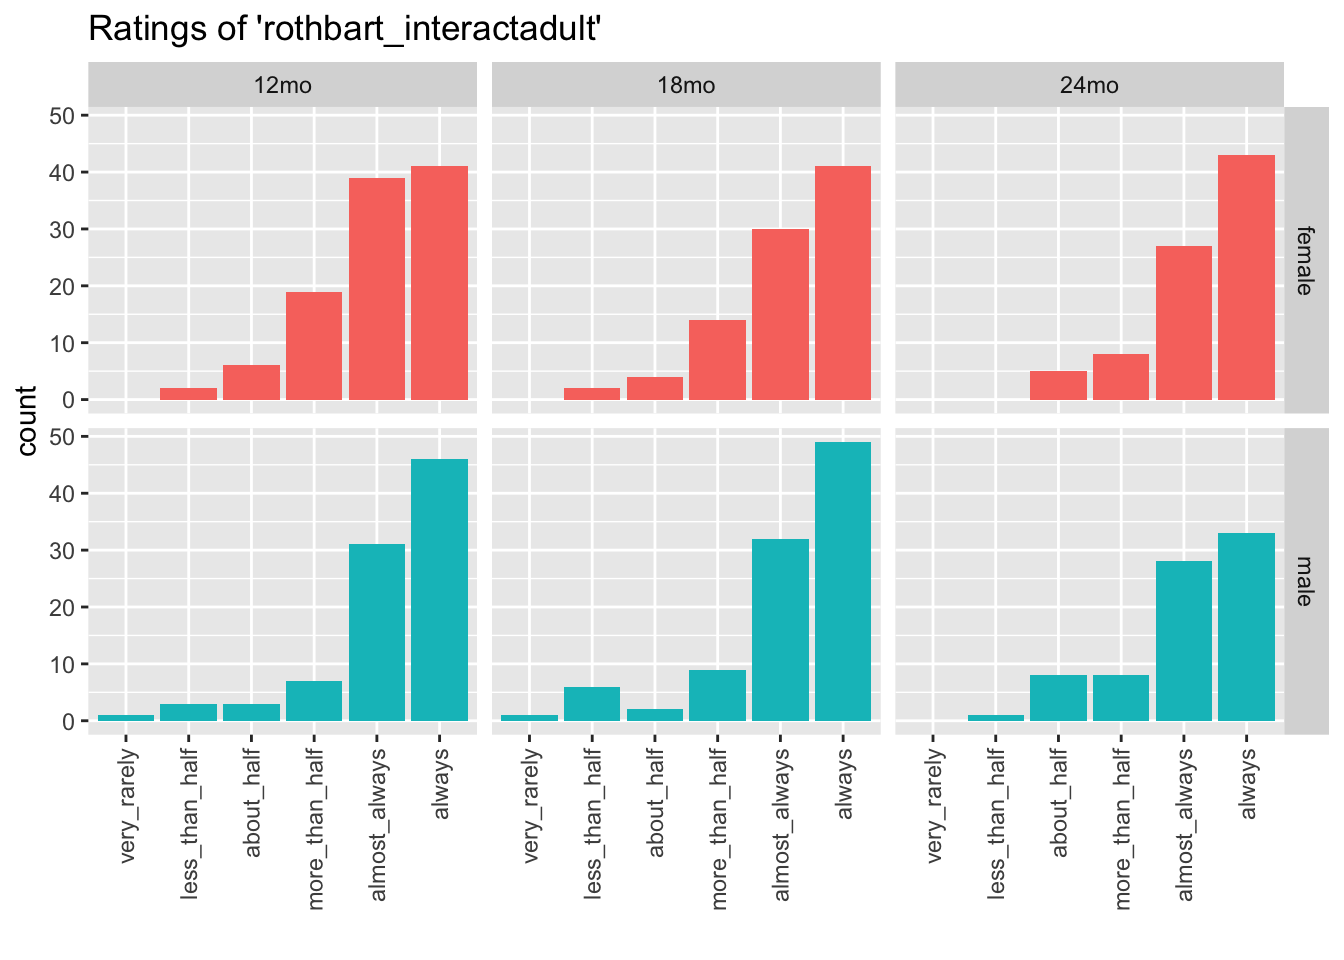 Ratings of 'rothbart_interactadult'
12mo
18mo
24mo
count
50
40
30
20
10
0
female
50
40
30
20
10
0
male
very_rarely
less_than_half
about_half
more_than_half
almost_always
always
very_rarely
less_than_half
about_half
more_than_half
almost_always
always
very_rarely
less_than_half
about_half
more_than_half
almost_always
always